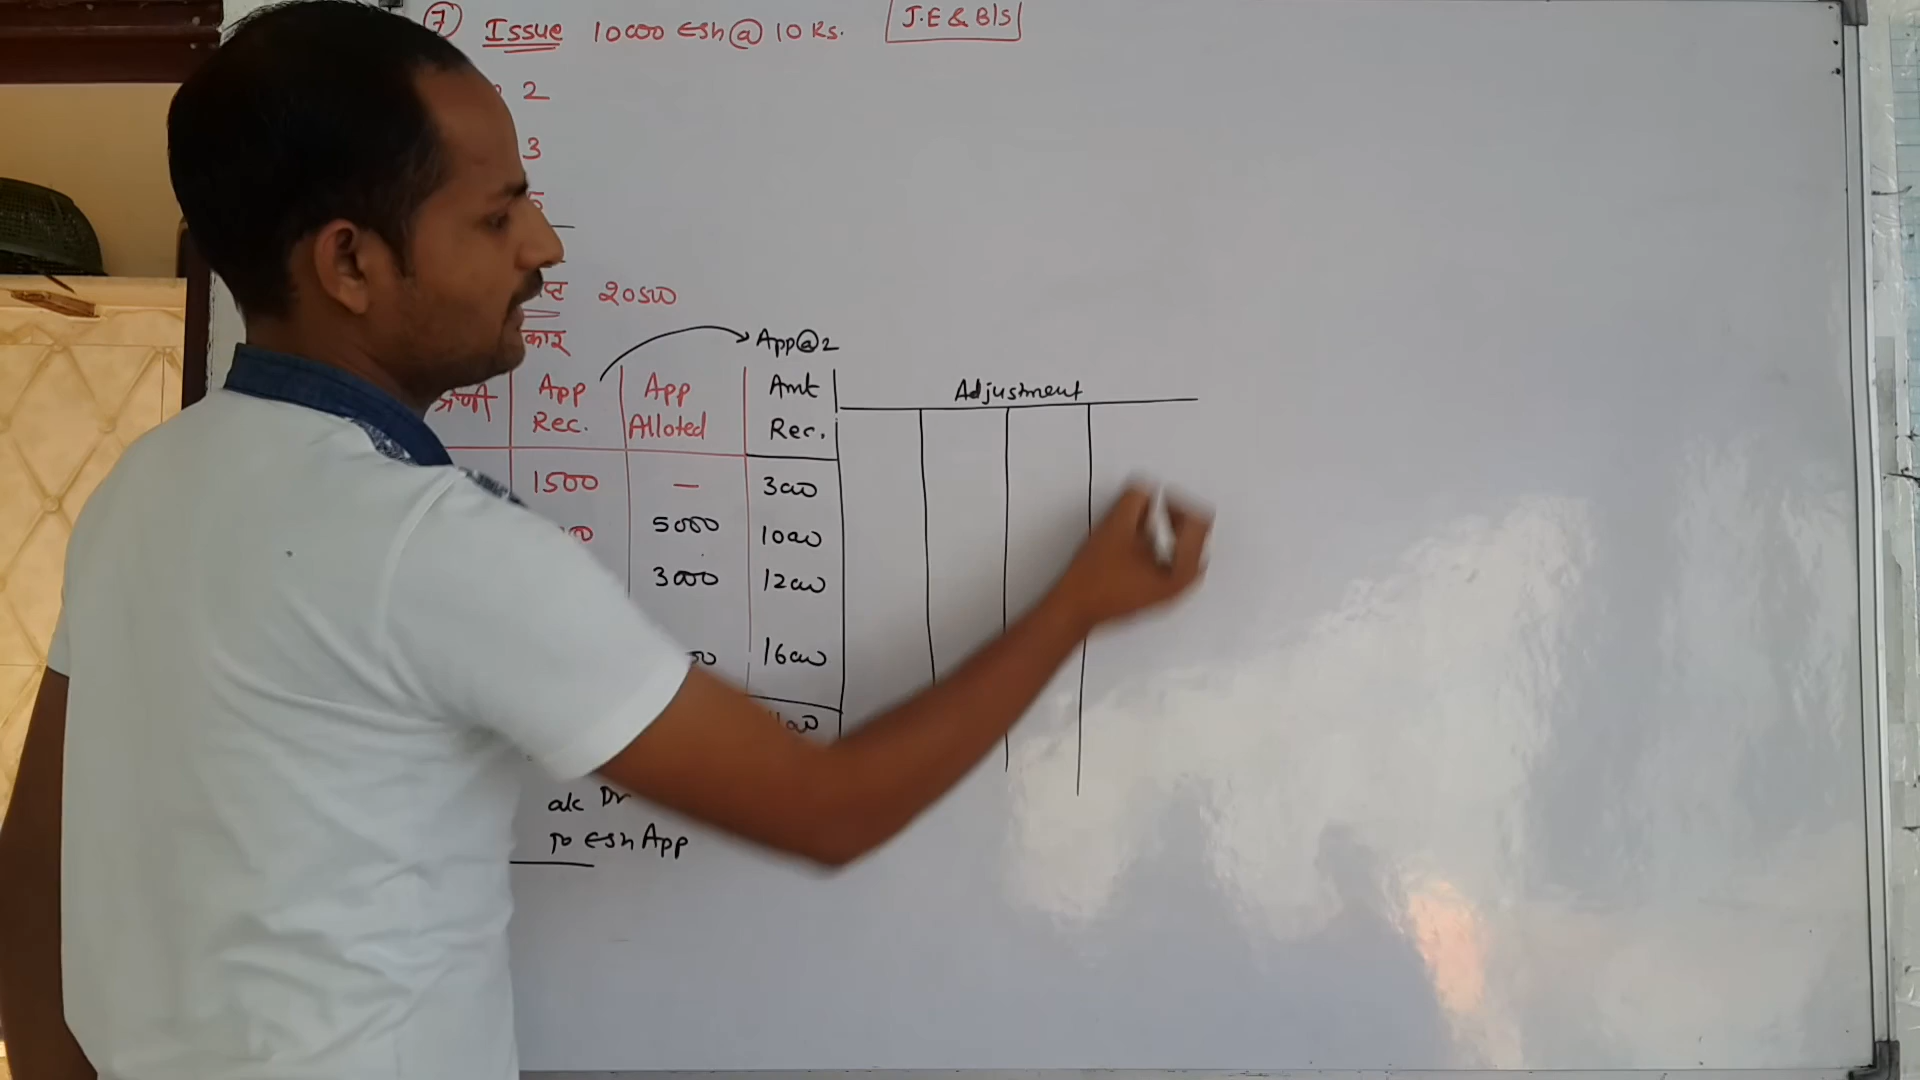 ⑦ Issue 10000 Esh @ 10 Rs. J.E & B/S
2
3
5
20500
कार
App@2
श्रेणी App Rec. App Alloted Amt Rec. Adjustment
1500 — 3000
5000 10000
3000 12000
16000
a/c Dr
To Esh App